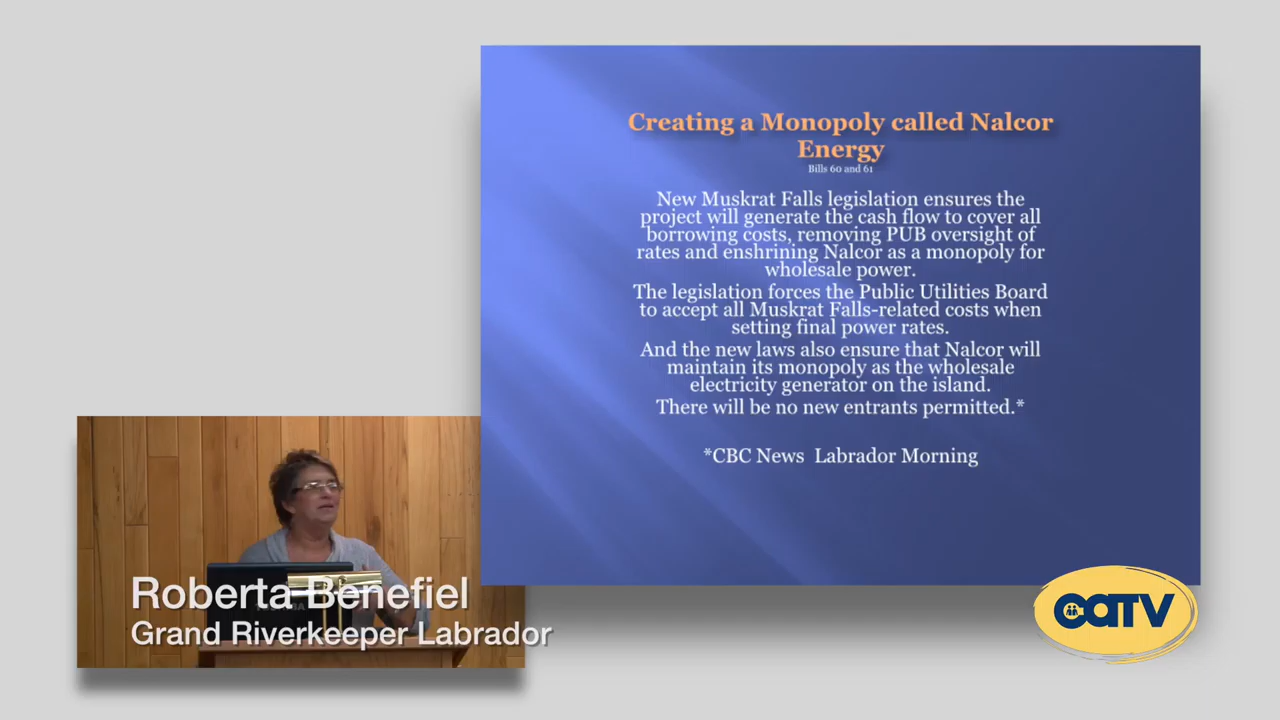 Creating a Monopoly called Nalcor
Energy
Bills 60 and 61
New Muskrat Falls legislation ensures the
project will generate the cash flow to cover all
borrowing costs, removing PUB oversight of
rates and enshrining Nalcor as a monopoly for
wholesale power.
The legislation forces the Public Utilities Board
to accept all Muskrat Falls-related costs when
setting final power rates.
And the new laws also ensure that Nalcor will
maintain its monopoly as the wholesale
electricity generator on the island.
There will be no new entrants permitted.*
*CBC News  Labrador Morning
Roberta Benefiel
Grand Riverkeeper Labrador
CATV